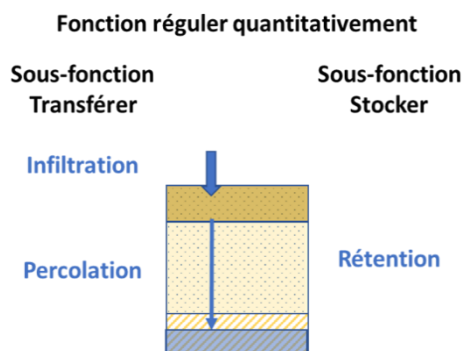 Fonction réguler quantitativement
Sous-fonction
Transférer
Sous-fonction
Stocker
Infiltration
Percolation
Rétention